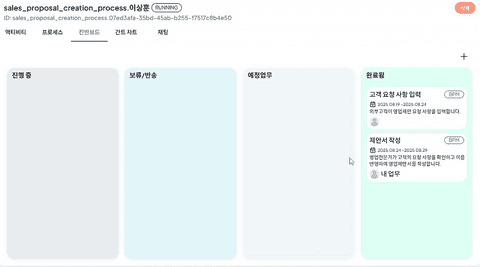 sales_proposal_creation_process.이상훈 RUNNING
삭제
ID: sales_proposal_creation_process.07ed3afa-35bd-45ab-b255-f7517c8b4e50
액티비티 프로세스 칸반보드 간트 차트 채팅
+
진행 중 보류/반송 예정업무 완료됨
고객 요청 사항 입력 BPM
2025.08.19 ~2025.08.24
외부고객이 영업제안 요청 사항을 입력합니다.
제안서 작성 BPM
2025.08.24 ~2025.08.29
영업전문가가 고객의 요청 사항을 확인하고 이를
반영하여 영업제안서를 작성합니다.
내 업무